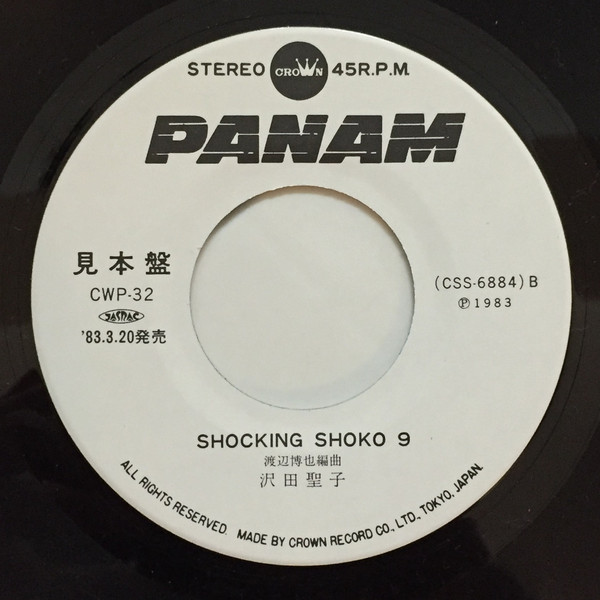 STEREO CROWN 45R.P.M.
PANAM
見本盤
CWP-32
JASRAC
'83.3.20発売
(CSS-6884) B
Ⓟ1983
SHOCKING SHOKO 9
渡辺博也編曲
沢田聖子
ALL RIGHTS RESERVED. MADE BY CROWN RECORD CO., LTD., TOKYO, JAPAN.